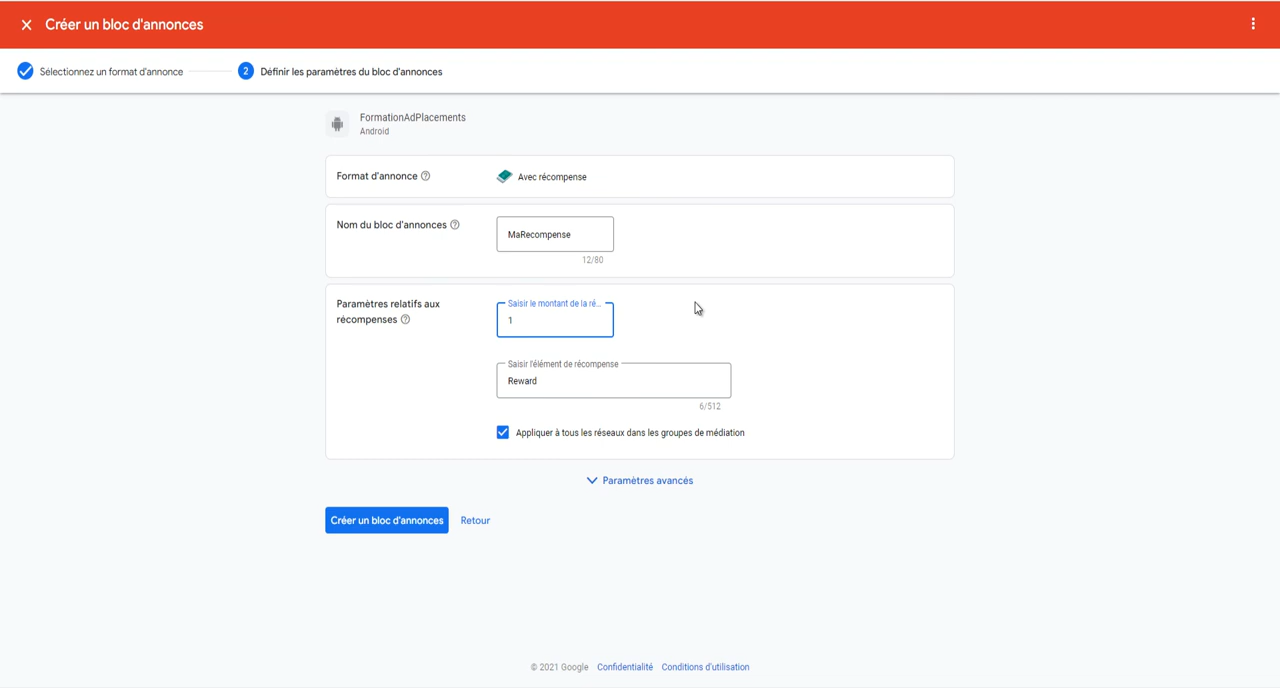 Créer un bloc d'annonces
Sélectionnez un format d'annonce
2 Définir les paramètres du bloc d'annonces
FormationAdPlacements
Android
Format d'annonce
Avec récompense
Nom du bloc d'annonces
MaRecompense
12/80
Paramètres relatifs aux
récompenses
Saisir le montant de la ré...
1
Saisir l'élément de récompense
Reward
6/512
Appliquer à tous les réseaux dans les groupes de médiation
Paramètres avancés
Créer un bloc d'annonces Retour
© 2021 Google Confidentialité Conditions d'utilisation